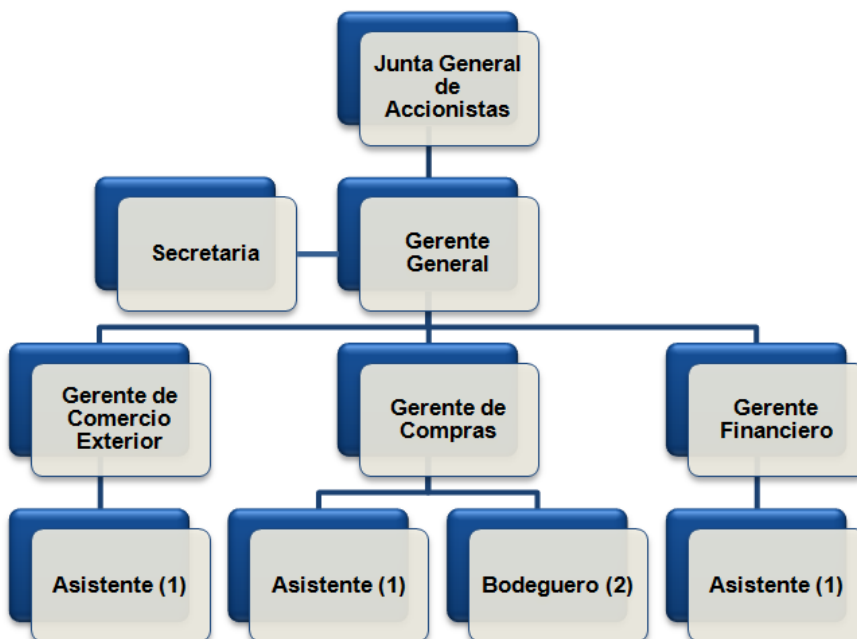 Junta General
de
Accionistas
Secretaria
Gerente
General
Gerente de
Comercio
Exterior
Gerente de
Compras
Gerente
Financiero
Asistente (1)
Asistente (1)
Bodeguero (2)
Asistente (1)